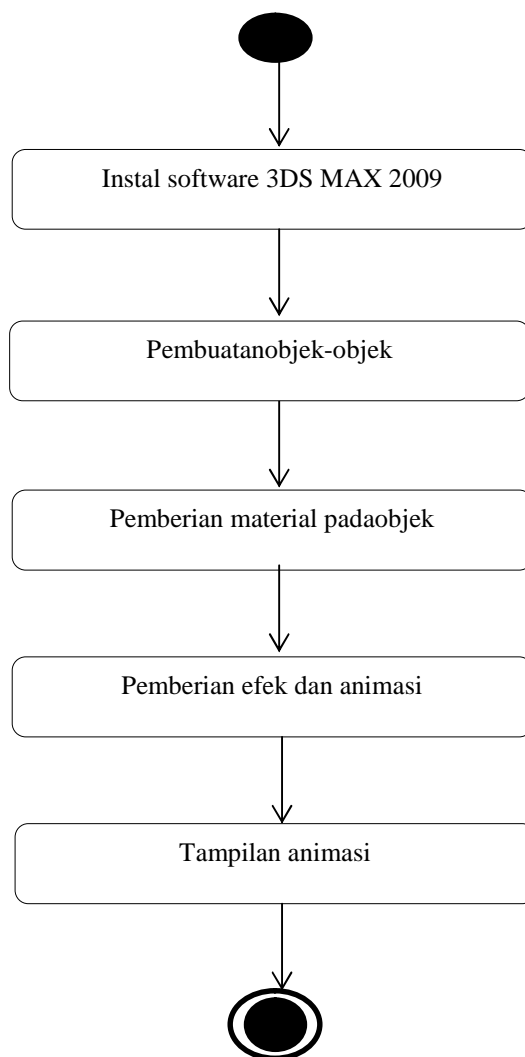 Instal software 3DS MAX 2009
Pembuatanobjek-objek
Pemberian material padaobjek
Pemberian efek dan animasi
Tampilan animasi